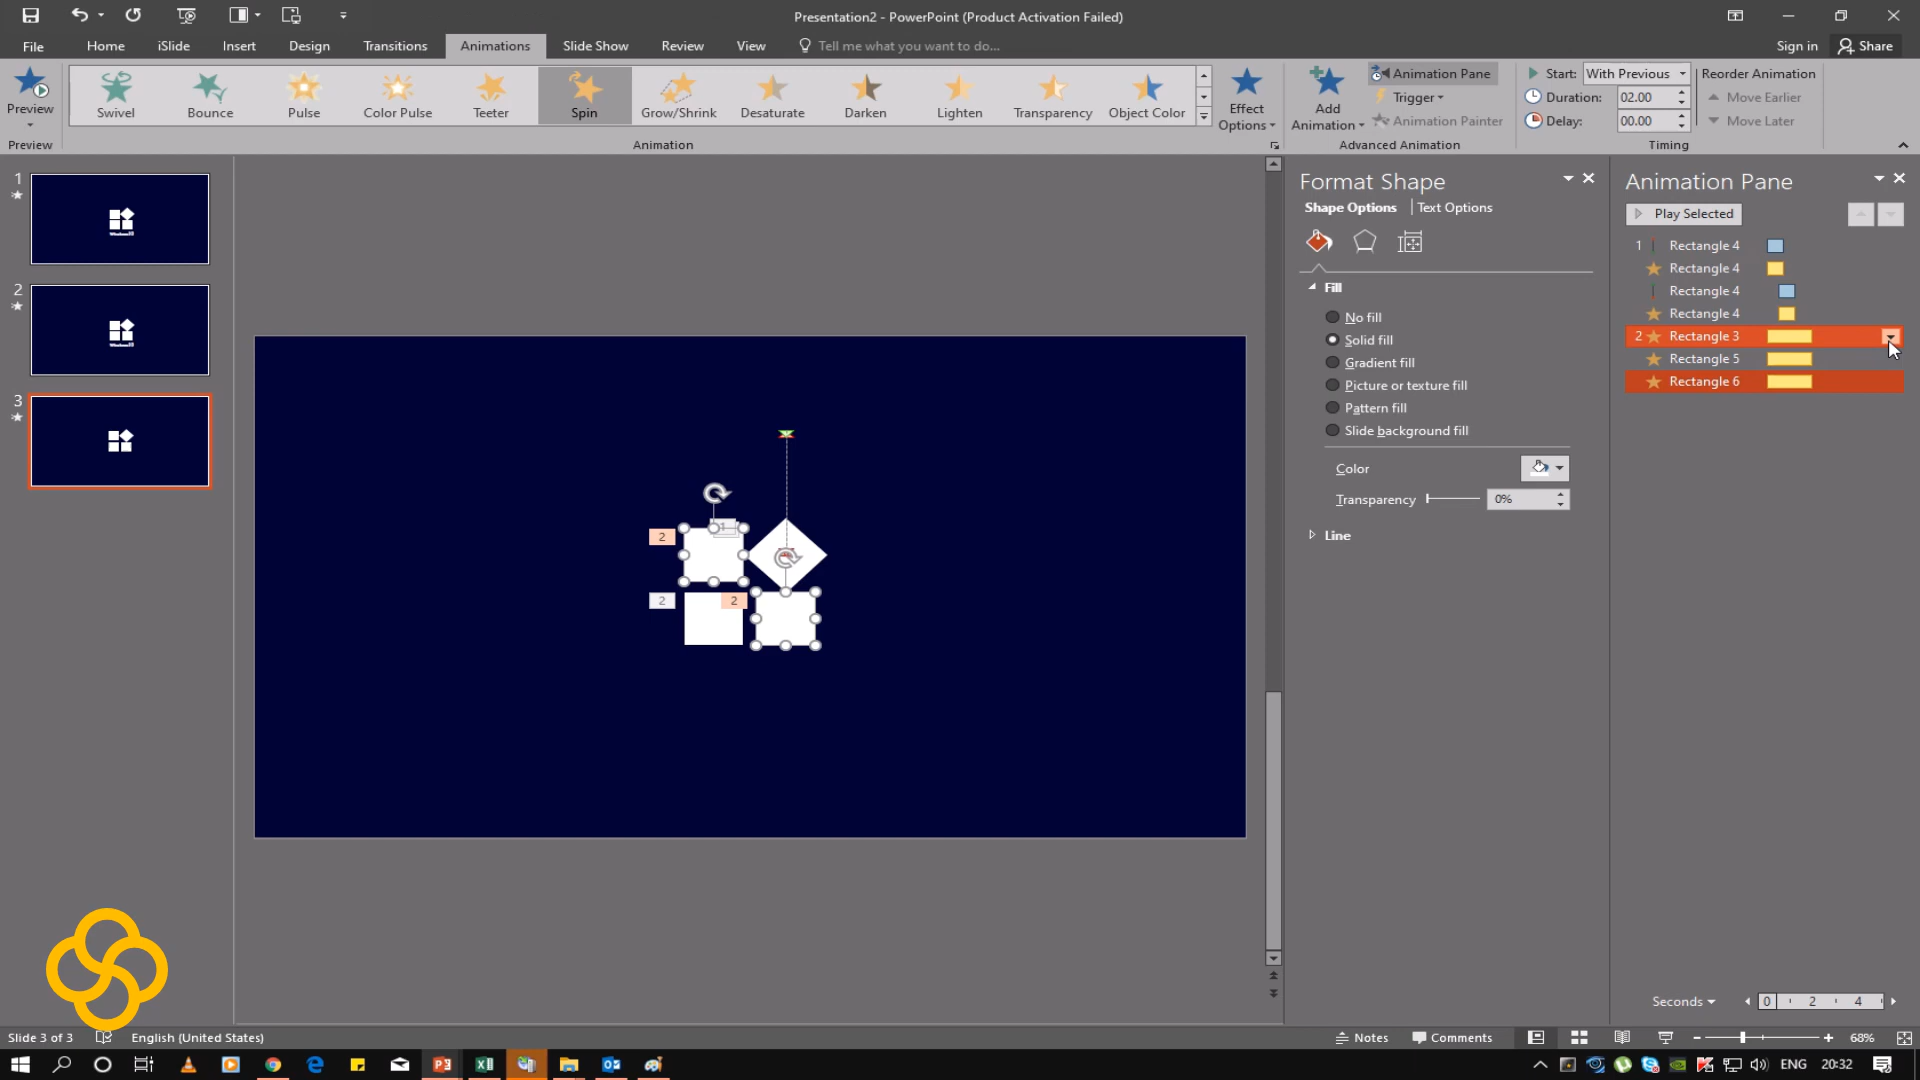 Presentation2 - PowerPoint (Product Activation Failed)
File Home iSlide Insert Design Transitions Animations Slide Show Review View Tell me what you want to do... Sign in Share
Preview
Preview
Swivel Bounce Pulse Color Pulse Teeter Spin Grow/Shrink Desaturate Darken Lighten Transparency Object Color
Animation
Effect
Options
Add
Animation
Animation Pane
Trigger
Animation Painter
Advanced Animation
Start: With Previous
Duration: 02.00
Delay: 00.00
Timing
Reorder Animation
Move Earlier
Move Later
1
2
3
2
2
2
1
Format Shape
Shape Options Text Options
Fill
No fill
Solid fill
Gradient fill
Picture or texture fill
Pattern fill
Slide background fill
Color
Transparency 0%
Line
Animation Pane
Play Selected
1 Rectangle 4
Rectangle 4
Rectangle 4
Rectangle 4
2 Rectangle 3
Rectangle 5
Rectangle 6
Seconds 0 2 4
Slide 3 of 3 English (United States) Notes Comments 68%
ENG 20:32